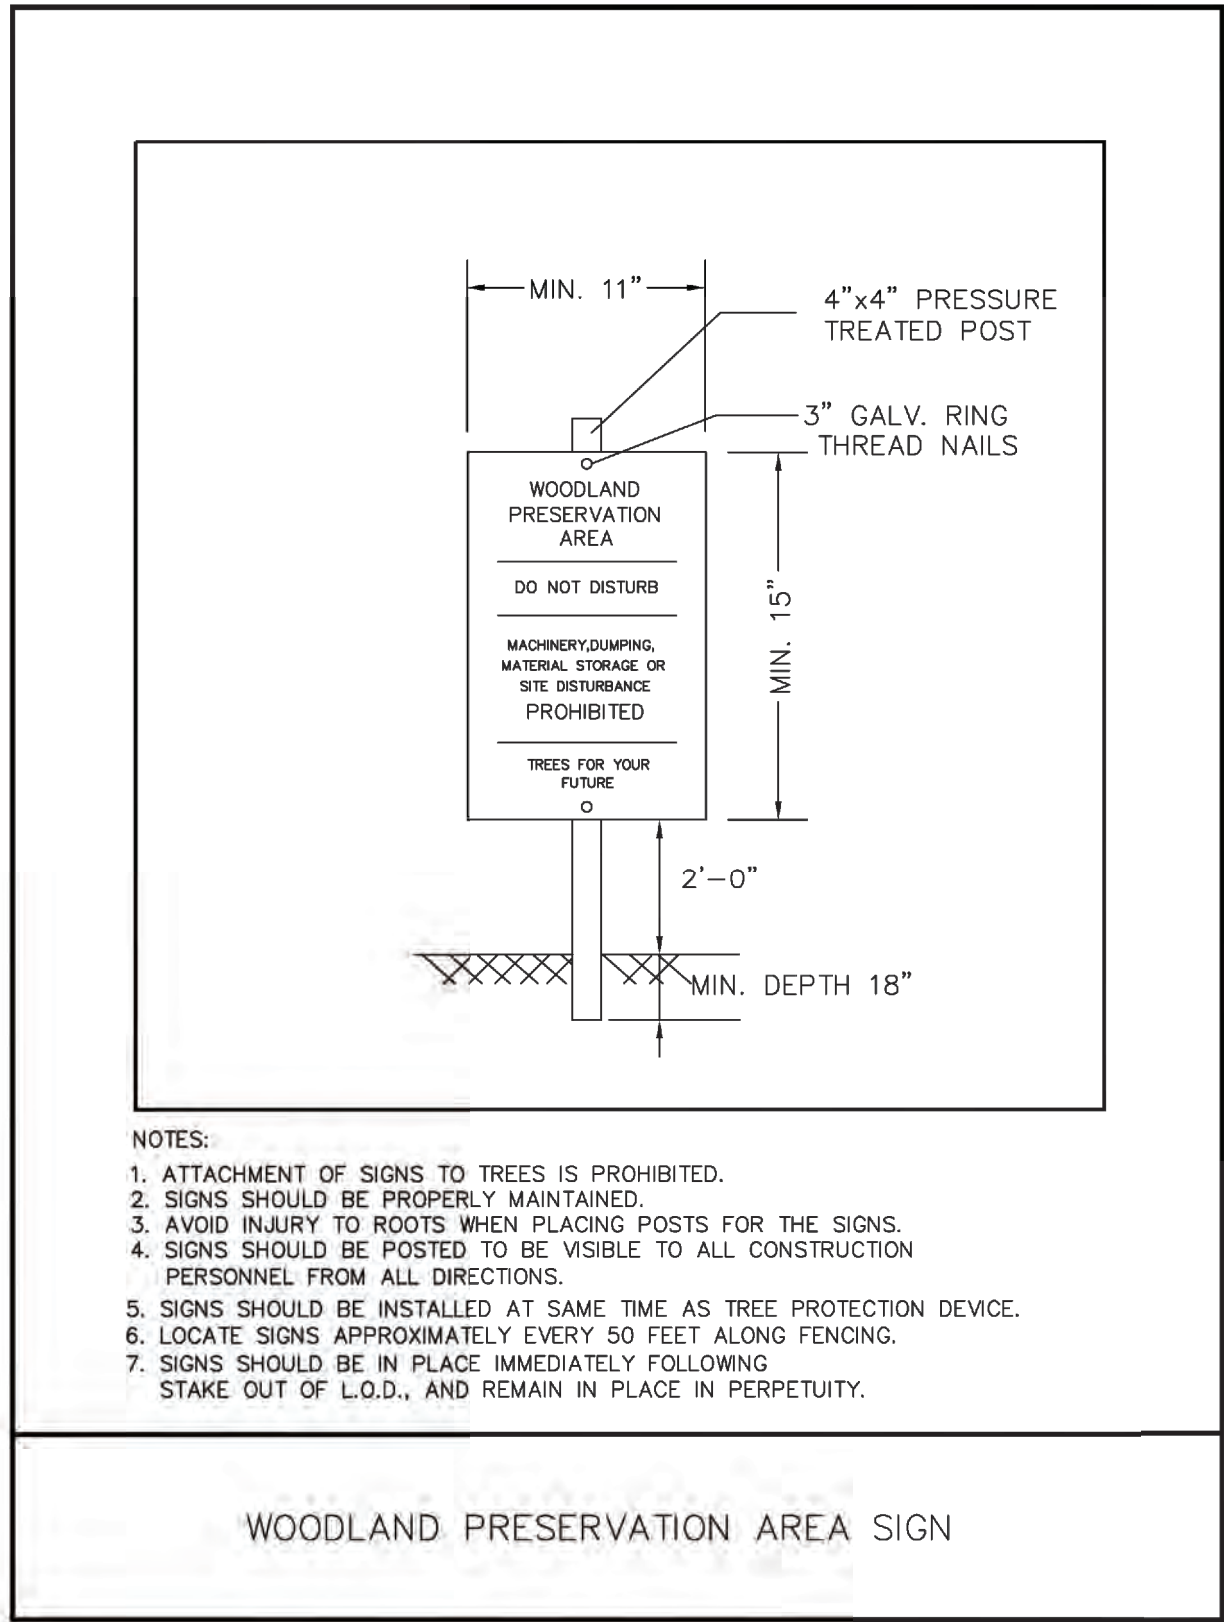 MIN. 11"
4"x4" PRESSURE
TREATED POST
3" GALV. RING
THREAD NAILS
WOODLAND
PRESERVATION
AREA
DO NOT DISTURB
MACHINERY,DUMPING,
MATERIAL STORAGE OR
SITE DISTURBANCE
PROHIBITED
TREES FOR YOUR
FUTURE
MIN. 15"
2'-0"
MIN. DEPTH 18"
NOTES:
1. ATTACHMENT OF SIGNS TO TREES IS PROHIBITED.
2. SIGNS SHOULD BE PROPERLY MAINTAINED.
3. AVOID INJURY TO ROOTS WHEN PLACING POSTS FOR THE SIGNS.
4. SIGNS SHOULD BE POSTED TO BE VISIBLE TO ALL CONSTRUCTION
PERSONNEL FROM ALL DIRECTIONS.
5. SIGNS SHOULD BE INSTALLED AT SAME TIME AS TREE PROTECTION DEVICE.
6. LOCATE SIGNS APPROXIMATELY EVERY 50 FEET ALONG FENCING.
7. SIGNS SHOULD BE IN PLACE IMMEDIATELY FOLLOWING
STAKE OUT OF L.O.D., AND REMAIN IN PLACE IN PERPETUITY.
WOODLAND PRESERVATION AREA SIGN